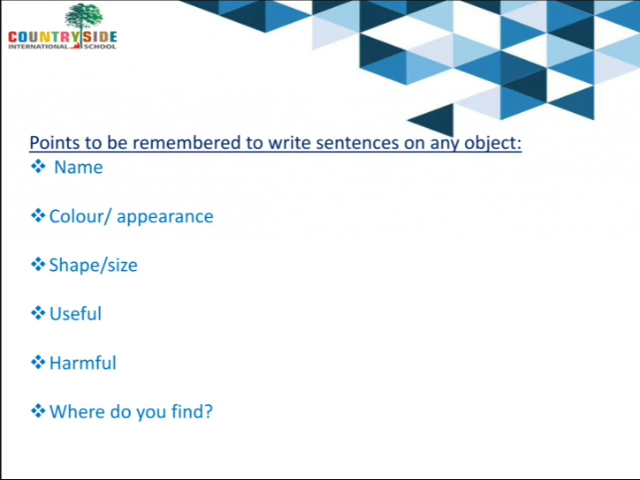 COUNTRYSIDE
INTERNATIONAL SCHOOL
Points to be remembered to write sentences on any object:
❖ Name
❖ Colour/ appearance
❖ Shape/size
❖ Useful
❖ Harmful
❖ Where do you find?